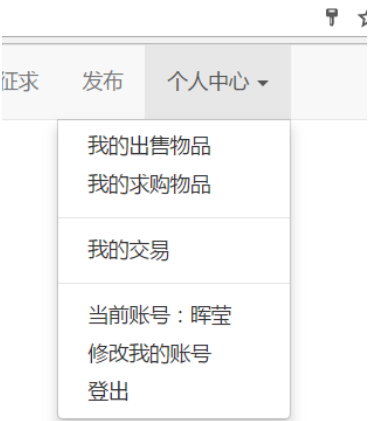 征求 发布 个人中心
我的出售物品
我的求购物品
我的交易
当前账号：晖莹
修改我的账号
登出